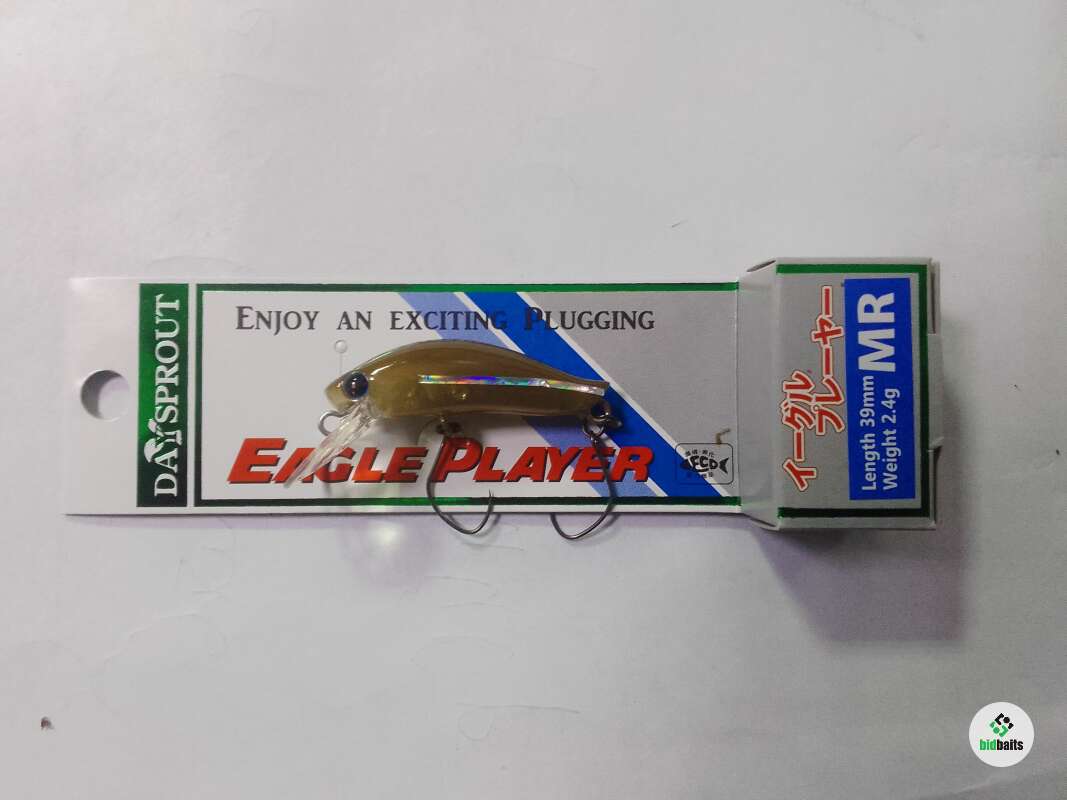 DAYSPROUT
ENJOY AN EXCITING PLUGGING
EAGLE PLAYER
イーグル
プレーヤー
MR
Length 39mm
Weight 2.4g
bidbaits